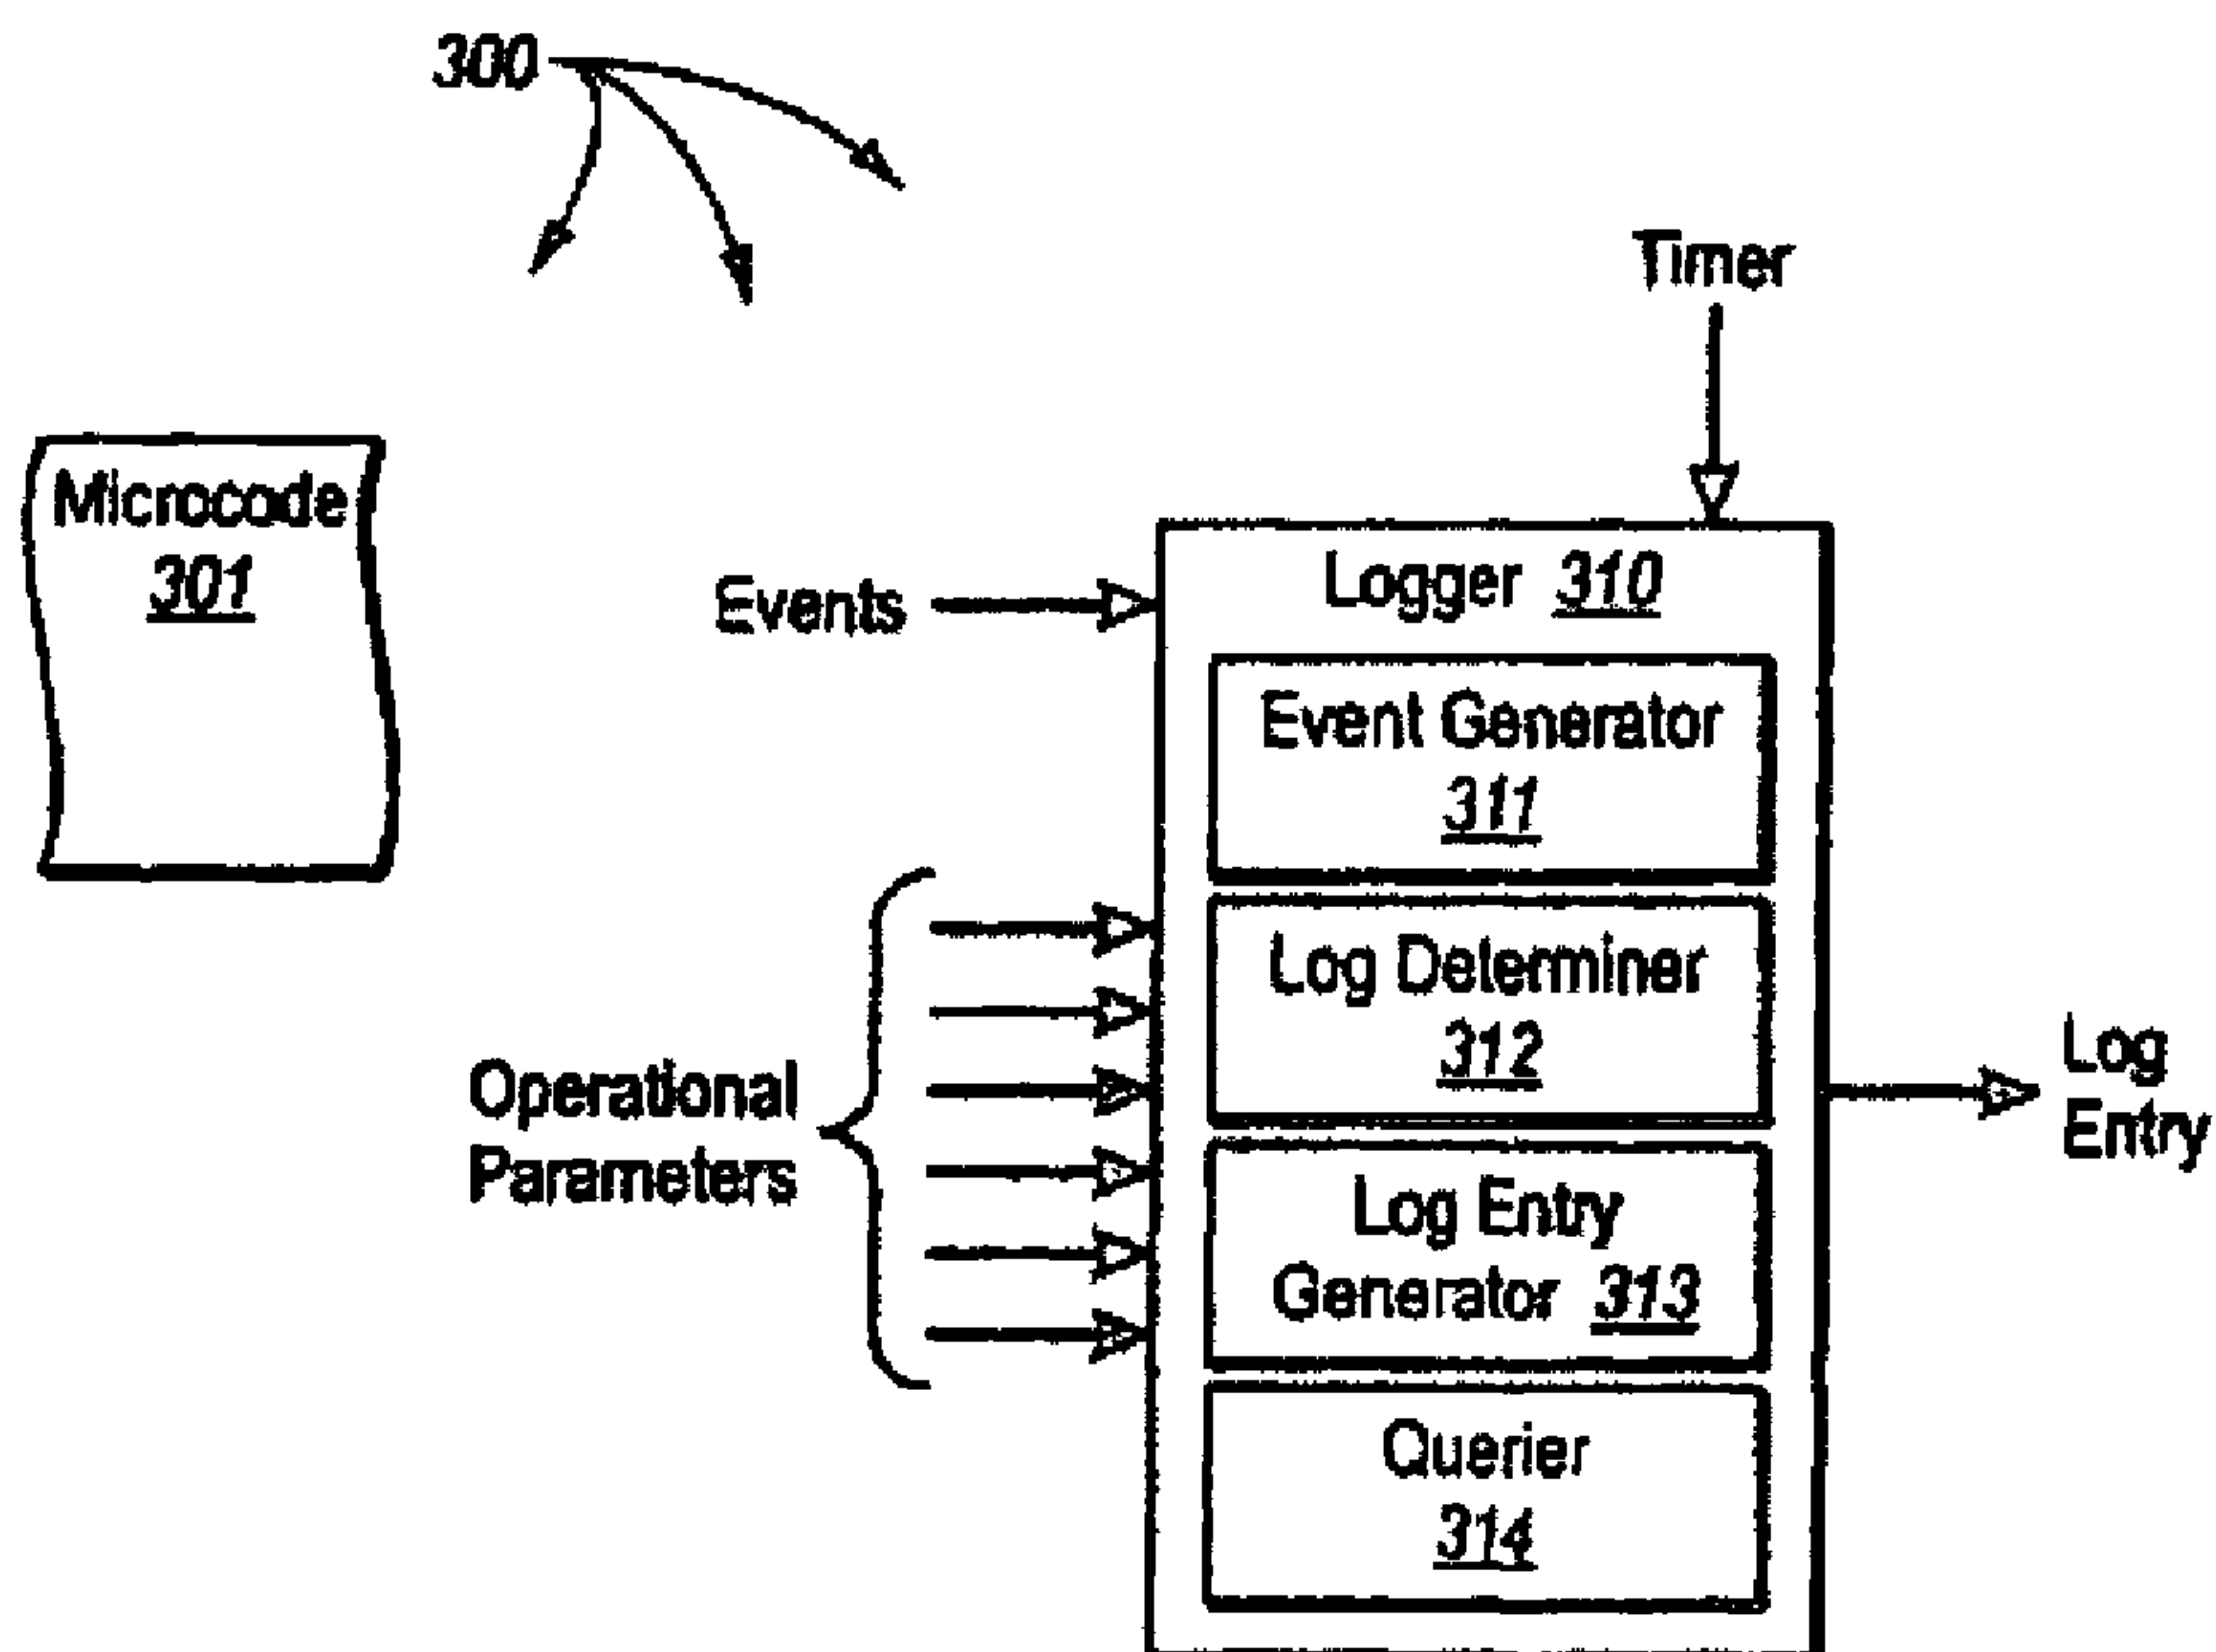 300
Timer
Microcode
301
Events
Logger 310
Event Generator
311
Log Determiner
312
Operational
Parameters
Log Entry
Generator 313
Log
Entry
Querier
314